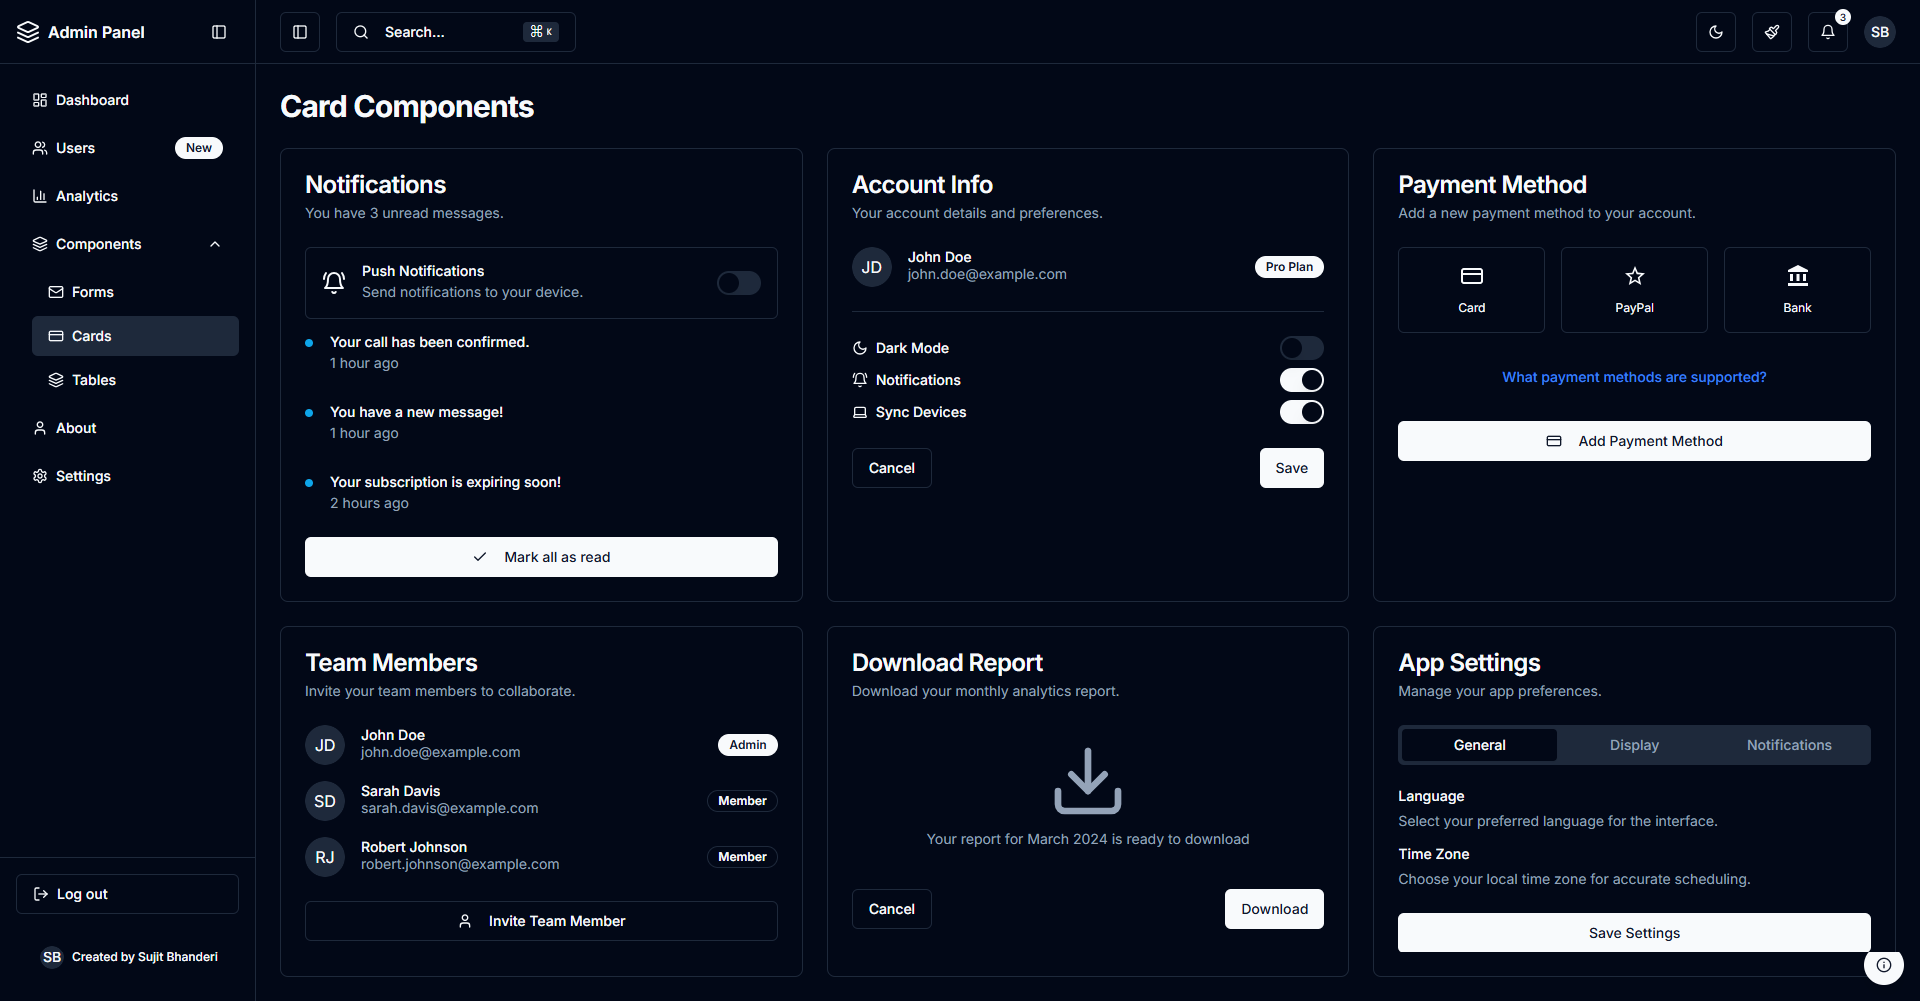 Admin Panel
Search...
⌘ K
3
SB
Dashboard
Users
New
Analytics
Components
Forms
Cards
Tables
About
Settings
Log out
SB
Created by Sujit Bhanderi
Card Components
Notifications
You have 3 unread messages.
Push Notifications
Send notifications to your device.
Your call has been confirmed.
1 hour ago
You have a new message!
1 hour ago
Your subscription is expiring soon!
2 hours ago
Mark all as read
Account Info
Your account details and preferences.
JD
John Doe
john.doe@example.com
Pro Plan
Dark Mode
Notifications
Sync Devices
Cancel
Save
Payment Method
Add a new payment method to your account.
Card
PayPal
Bank
What payment methods are supported?
Add Payment Method
Team Members
Invite your team members to collaborate.
JD
John Doe
john.doe@example.com
Admin
SD
Sarah Davis
sarah.davis@example.com
Member
RJ
Robert Johnson
robert.johnson@example.com
Member
Invite Team Member
Download Report
Download your monthly analytics report.
Your report for March 2024 is ready to download
Cancel
Download
App Settings
Manage your app preferences.
General
Display
Notifications
Language
Select your preferred language for the interface.
Time Zone
Choose your local time zone for accurate scheduling.
Save Settings